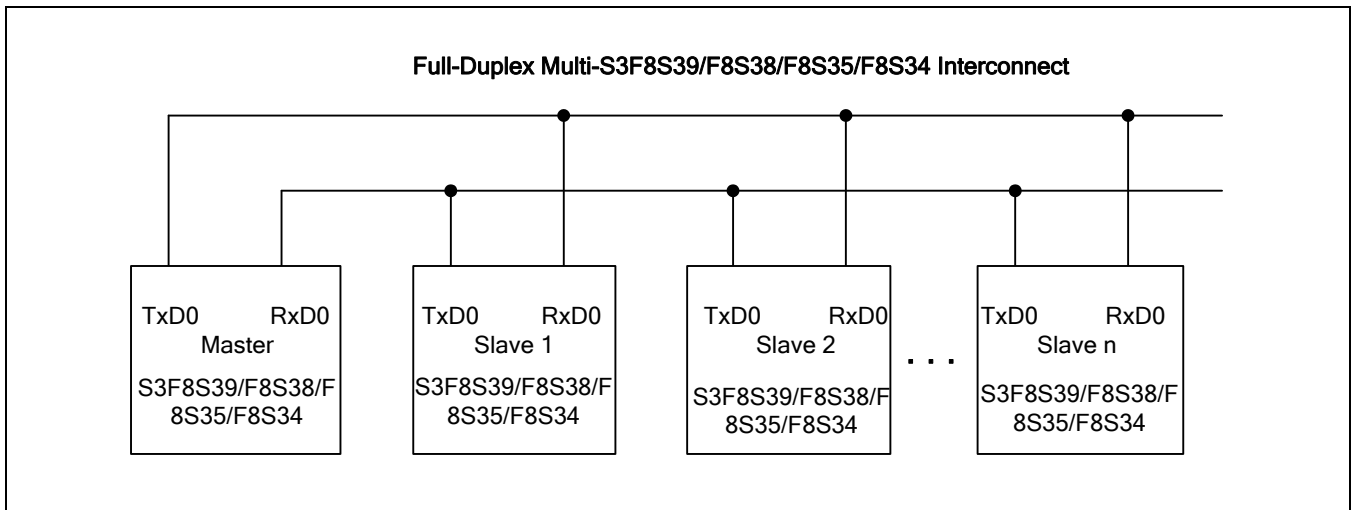 Full-Duplex Multi-S3F8S39/F8S38/F8S35/F8S34 Interconnect
TxD0 RxD0
Master
S3F8S39/F8S38/F
8S35/F8S34
TxD0 RxD0
Slave 1
S3F8S39/F8S38/F
8S35/F8S34
TxD0 RxD0
Slave 2
S3F8S39/F8S38/F
8S35/F8S34
. . .
TxD0 RxD0
Slave n
S3F8S39/F8S38/F
8S35/F8S34